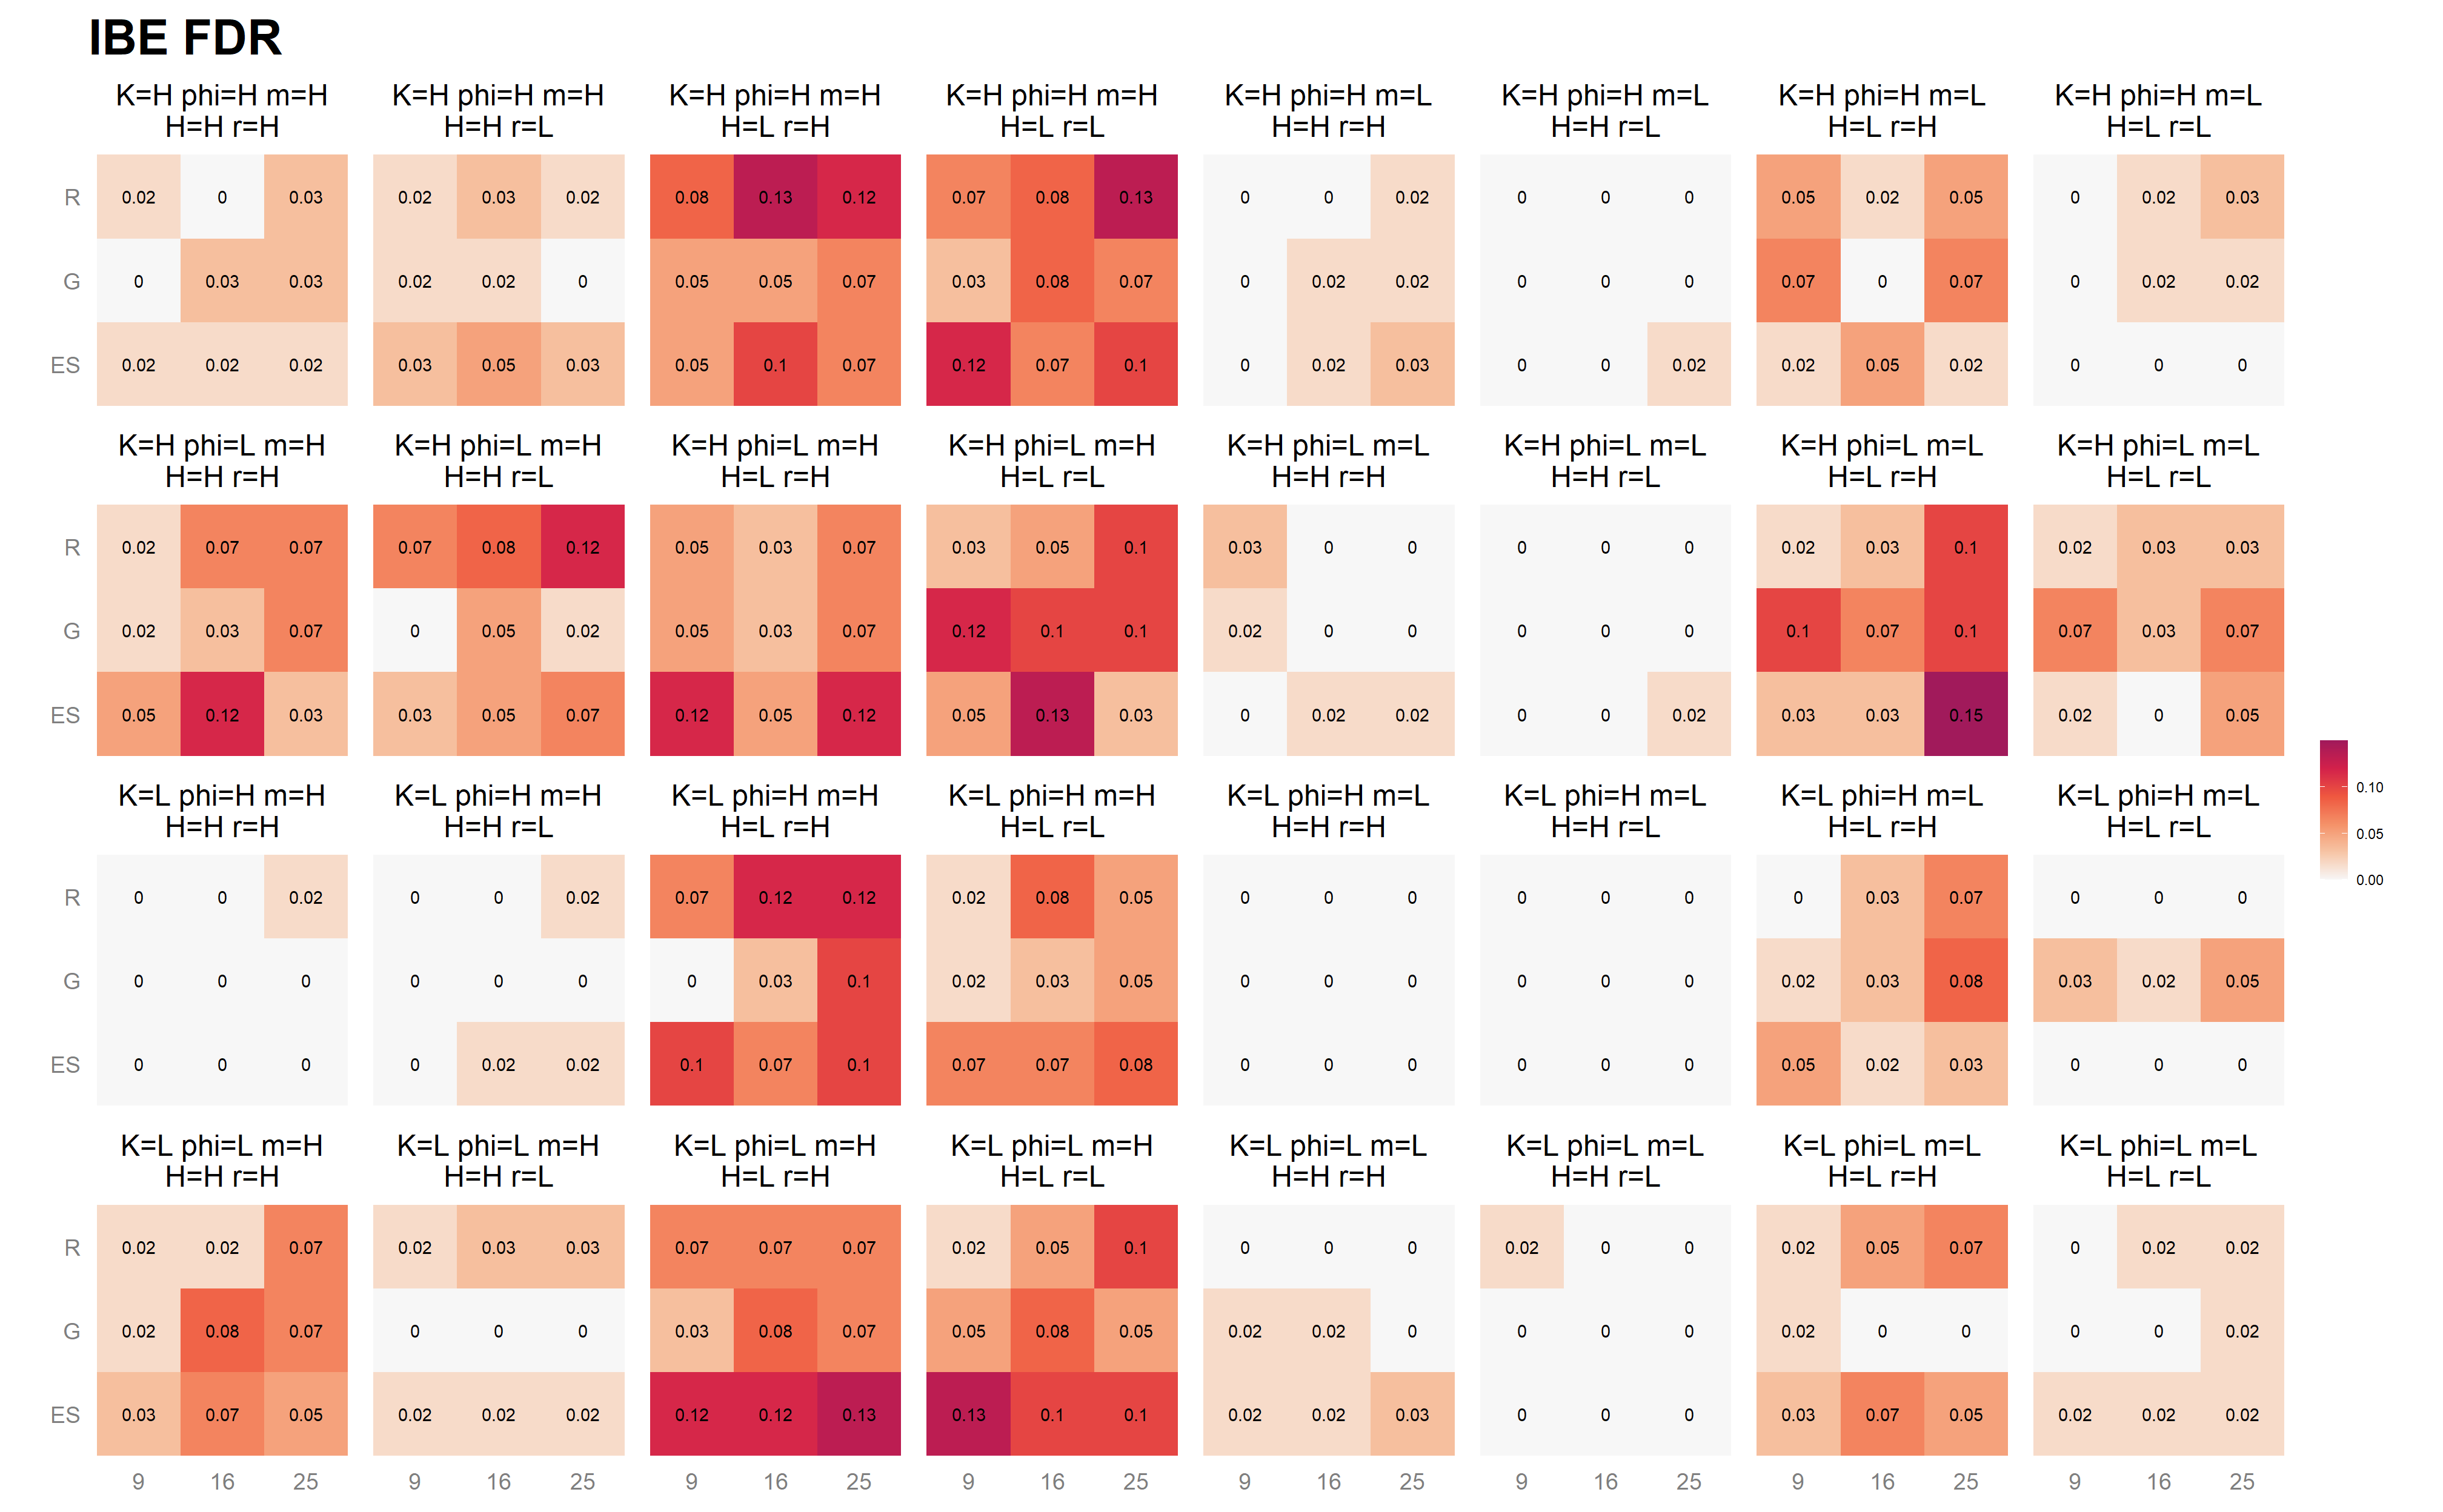 IBE FDR
K=H phi=H m=H K=H phi=H m=H K=H phi=H m=H K=H phi=H m=H K=H phi=H m=L K=H phi=H m=L K=H phi=H m=L K=H phi=H m=L
H=H r=H H=H r=L H=L r=H H=L r=L H=H r=H H=H r=L H=L r=H H=L r=L
R 0.02 0 0.03 0.02 0.03 0.02 0.08 0.13 0.12 0.07 0.08 0.13 0 0 0.02 0 0 0 0.05 0.02 0.05 0 0.02 0.03
G 0 0.03 0.03 0.02 0.02 0 0.05 0.05 0.07 0.03 0.08 0.07 0 0.02 0.02 0 0 0 0.07 0 0.07 0 0.02 0.02
ES 0.02 0.02 0.02 0.03 0.05 0.03 0.05 0.1 0.07 0.12 0.07 0.1 0 0.02 0.03 0 0 0.02 0.02 0.05 0.02 0 0 0
K=H phi=L m=H K=H phi=L m=H K=H phi=L m=H K=H phi=L m=H K=H phi=L m=L K=H phi=L m=L K=H phi=L m=L K=H phi=L m=L
H=H r=H H=H r=L H=L r=H H=L r=L H=H r=H H=H r=L H=L r=H H=L r=L
R 0.02 0.07 0.07 0.07 0.08 0.12 0.05 0.03 0.07 0.03 0.05 0.1 0.03 0 0 0 0 0 0.02 0.03 0.1 0.02 0.03 0.03
G 0.02 0.03 0.07 0 0.05 0.02 0.05 0.03 0.07 0.12 0.1 0.1 0.02 0 0 0 0 0 0.1 0.07 0.1 0.07 0.03 0.07
ES 0.05 0.12 0.03 0.03 0.05 0.07 0.12 0.05 0.12 0.05 0.13 0.03 0 0.02 0.02 0 0 0.02 0.03 0.03 0.15 0.02 0 0.05
K=L phi=H m=H K=L phi=H m=H K=L phi=H m=H K=L phi=H m=H K=L phi=H m=L K=L phi=H m=L K=L phi=H m=L K=L phi=H m=L
H=H r=H H=H r=L H=L r=H H=L r=L H=H r=H H=H r=L H=L r=H H=L r=L
R 0 0 0.02 0 0 0.02 0.07 0.12 0.12 0.02 0.08 0.05 0 0 0 0 0 0 0 0.03 0.07 0 0 0
G 0 0 0 0 0 0 0 0.03 0.1 0.02 0.03 0.05 0 0 0 0 0 0 0.02 0.03 0.08 0.03 0.02 0.05
ES 0 0 0 0 0.02 0.02 0.1 0.07 0.1 0.07 0.07 0.08 0 0 0 0 0 0 0.05 0.02 0.03 0 0 0
0.10
0.05
0.00
K=L phi=L m=H K=L phi=L m=H K=L phi=L m=H K=L phi=L m=H K=L phi=L m=L K=L phi=L m=L K=L phi=L m=L K=L phi=L m=L
H=H r=H H=H r=L H=L r=H H=L r=L H=H r=H H=H r=L H=L r=H H=L r=L
R 0.02 0.02 0.07 0.02 0.03 0.03 0.07 0.07 0.07 0.02 0.05 0.1 0 0 0 0.02 0 0 0.02 0.05 0.07 0 0.02 0.02
G 0.02 0.08 0.07 0 0 0 0.03 0.08 0.07 0.05 0.08 0.05 0.02 0.02 0 0 0 0 0.02 0 0 0 0 0.02
ES 0.03 0.07 0.05 0.02 0.02 0.02 0.12 0.12 0.13 0.13 0.1 0.1 0.02 0.02 0.03 0 0 0 0.03 0.07 0.05 0.02 0.02 0.02
9 16 25 9 16 25 9 16 25 9 16 25 9 16 25 9 16 25 9 16 25 9 16 25